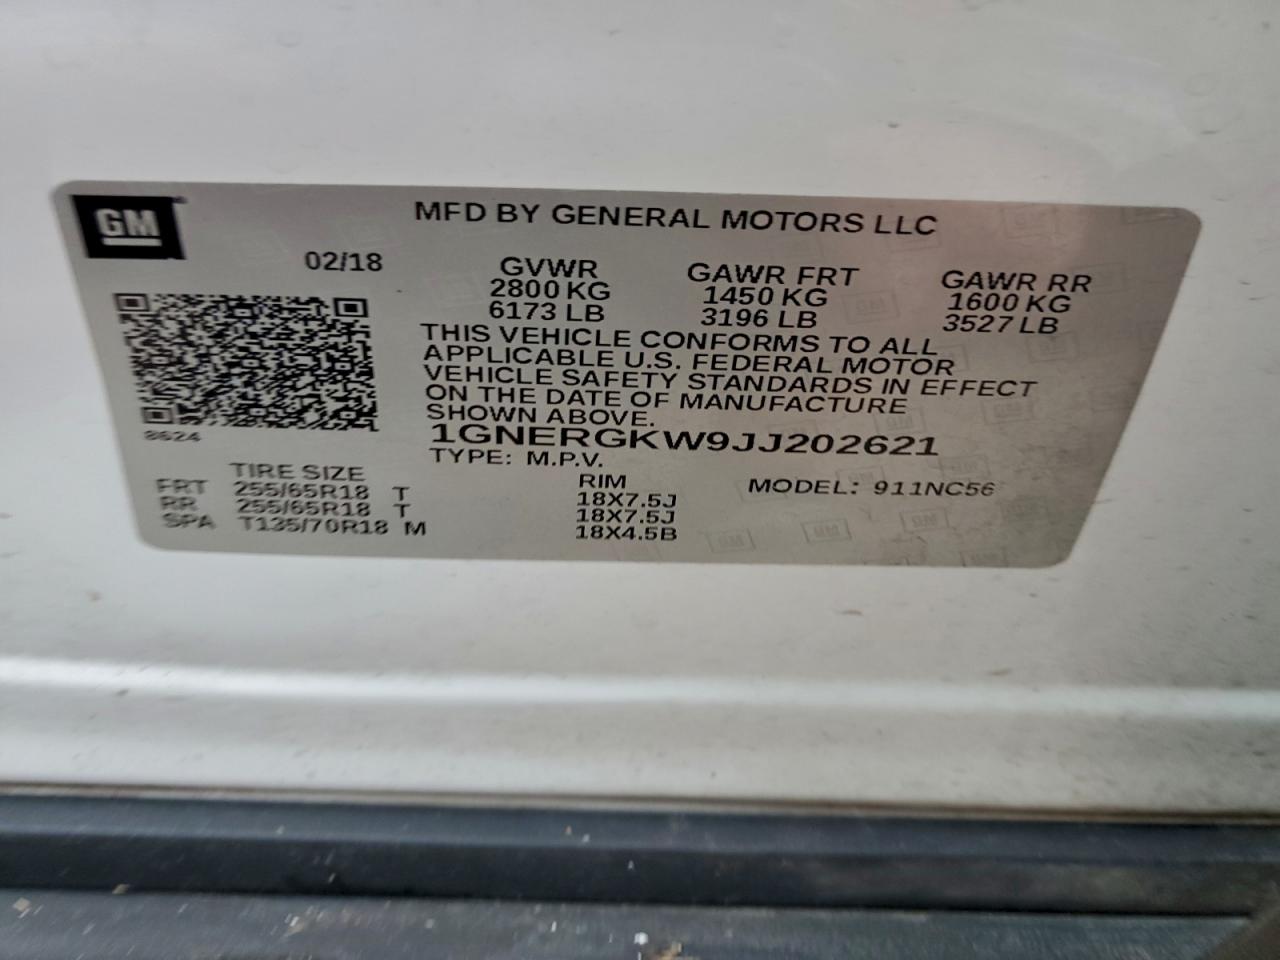 GM
MFD BY GENERAL MOTORS LLC
02/18
GVWR GAWR FRT GAWR RR
2800 KG 1450 KG 1600 KG
6173 LB 3196 LB 3527 LB
THIS VEHICLE CONFORMS TO ALL
APPLICABLE U.S. FEDERAL MOTOR
VEHICLE SAFETY STANDARDS IN EFFECT
ON THE DATE OF MANUFACTURE
SHOWN ABOVE.
8624
1GNERGKW9JJ202621
TYPE: M.P.V. MODEL: 911NC56
TIRE SIZE RIM
FRT 255/65R18 T 18X7.5J
RR 255/65R18 T 18X7.5J
SPA T135/70R18 M 18X4.5B